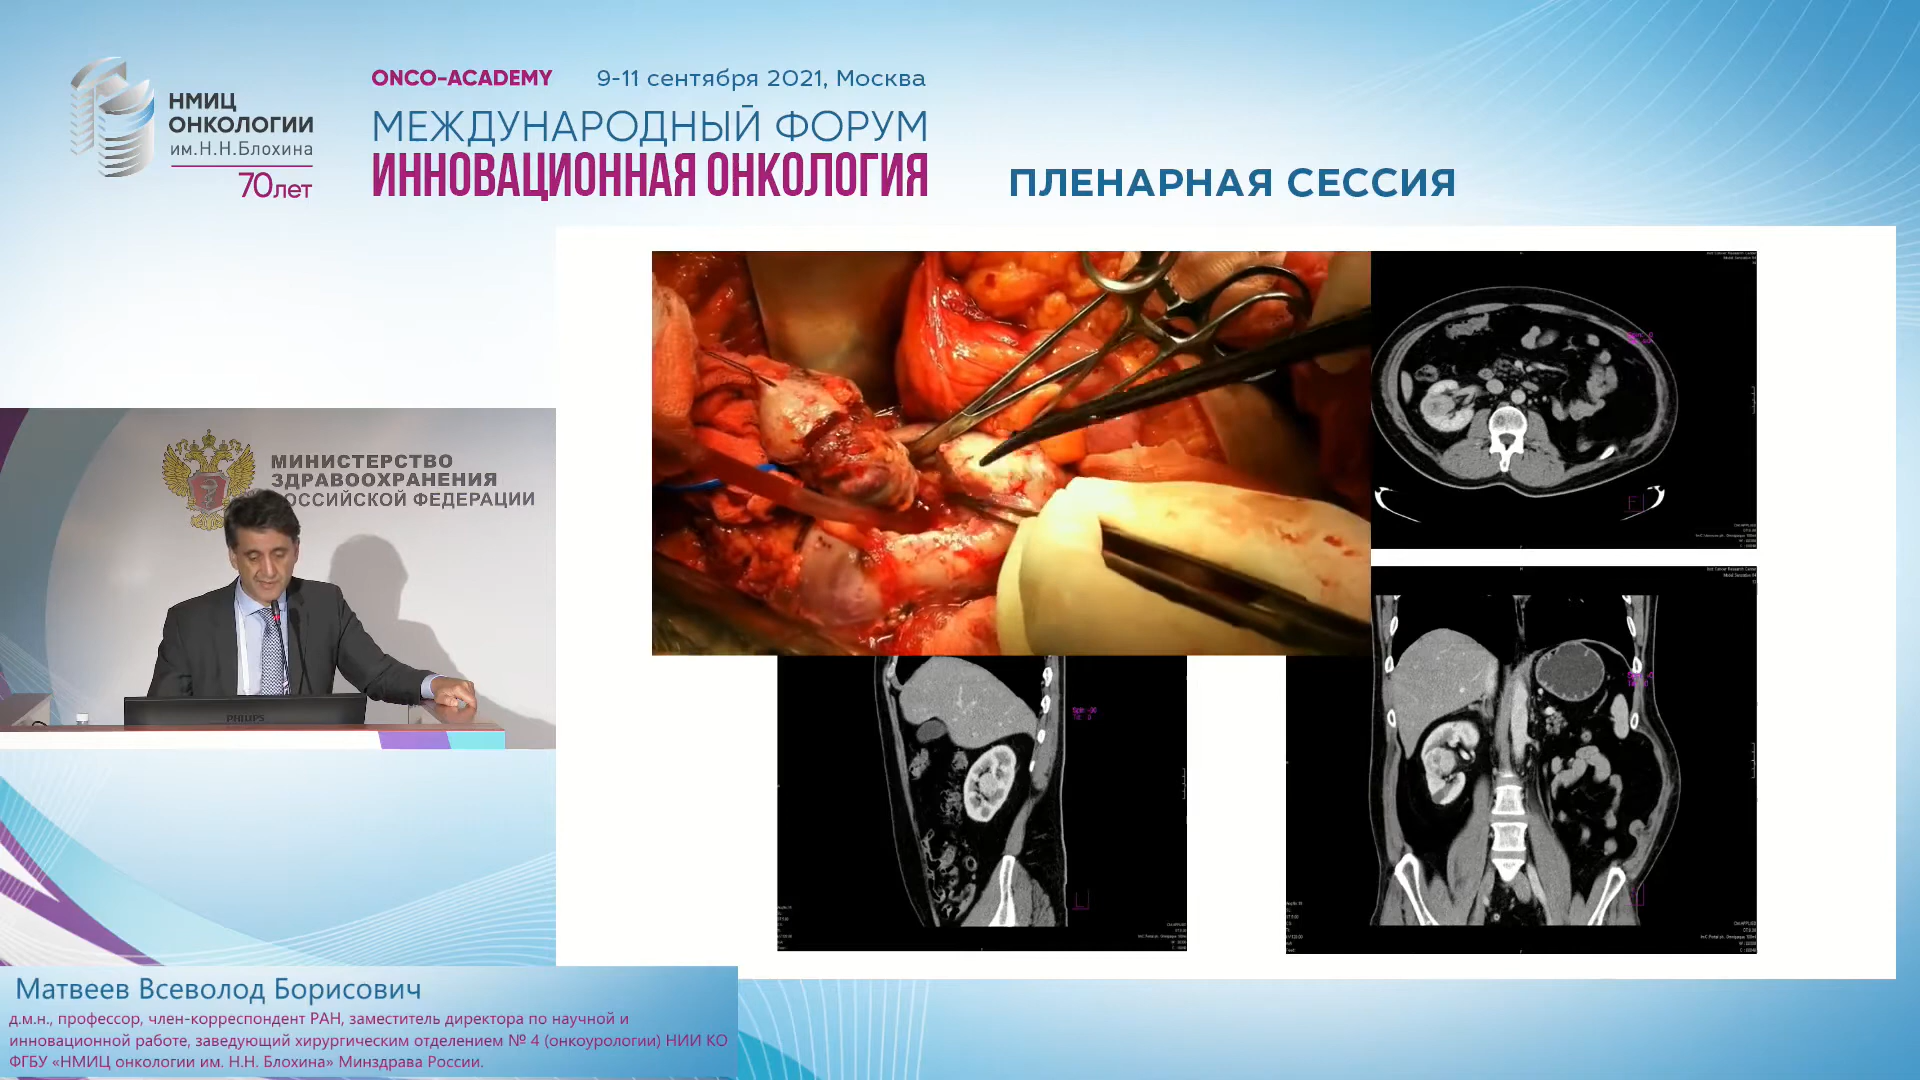 НМИЦ
ОНКОЛОГИИ
им.Н.Н.Блохина
70лет
ONCO-ACADEMY 9-11 сентября 2021, Москва
МЕЖДУНАРОДНЫЙ ФОРУМ
ИННОВАЦИОННАЯ ОНКОЛОГИЯ
ПЛЕНАРНАЯ СЕССИЯ
МИНИСТЕРСТВО
ЗДРАВООХРАНЕНИЯ
РОССИЙСКОЙ ФЕДЕРАЦИИ
PHILIPS
Матвеев Всеволод Борисович
д.м.н., профессор, член-корреспондент РАН, заместитель директора по научной и
инновационной работе, заведующий хирургическим отделением № 4 (онкоурологии) НИИ КО
ФГБУ «НМИЦ онкологии им. Н.Н. Блохина» Минздрава России.